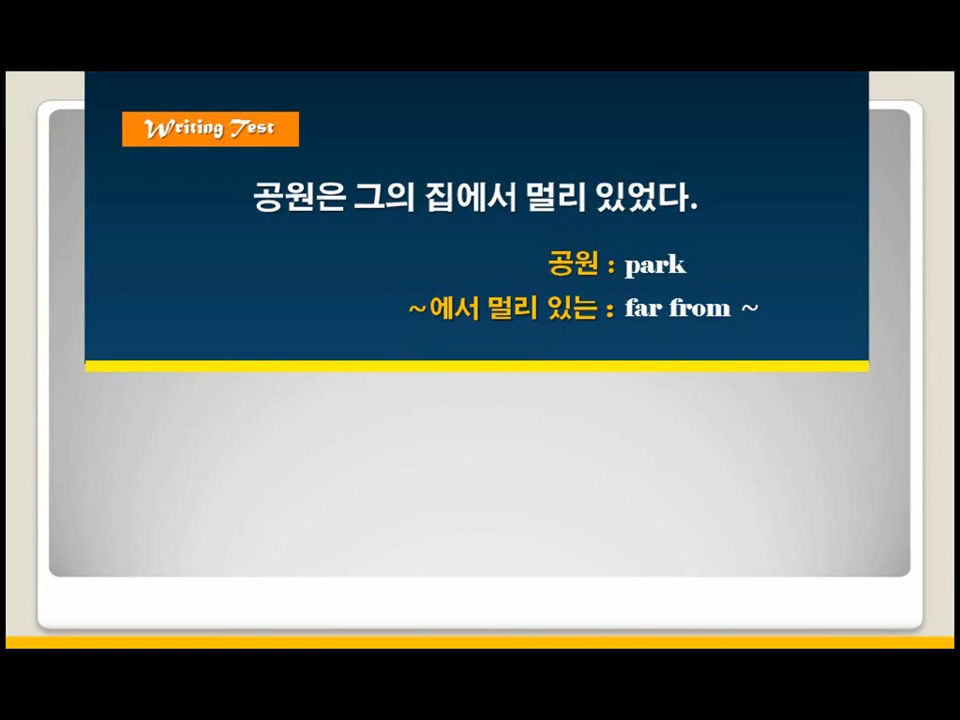 Writing Test
공원은 그의 집에서 멀리 있었다.
공원 : park
~에서 멀리 있는 : far from ~